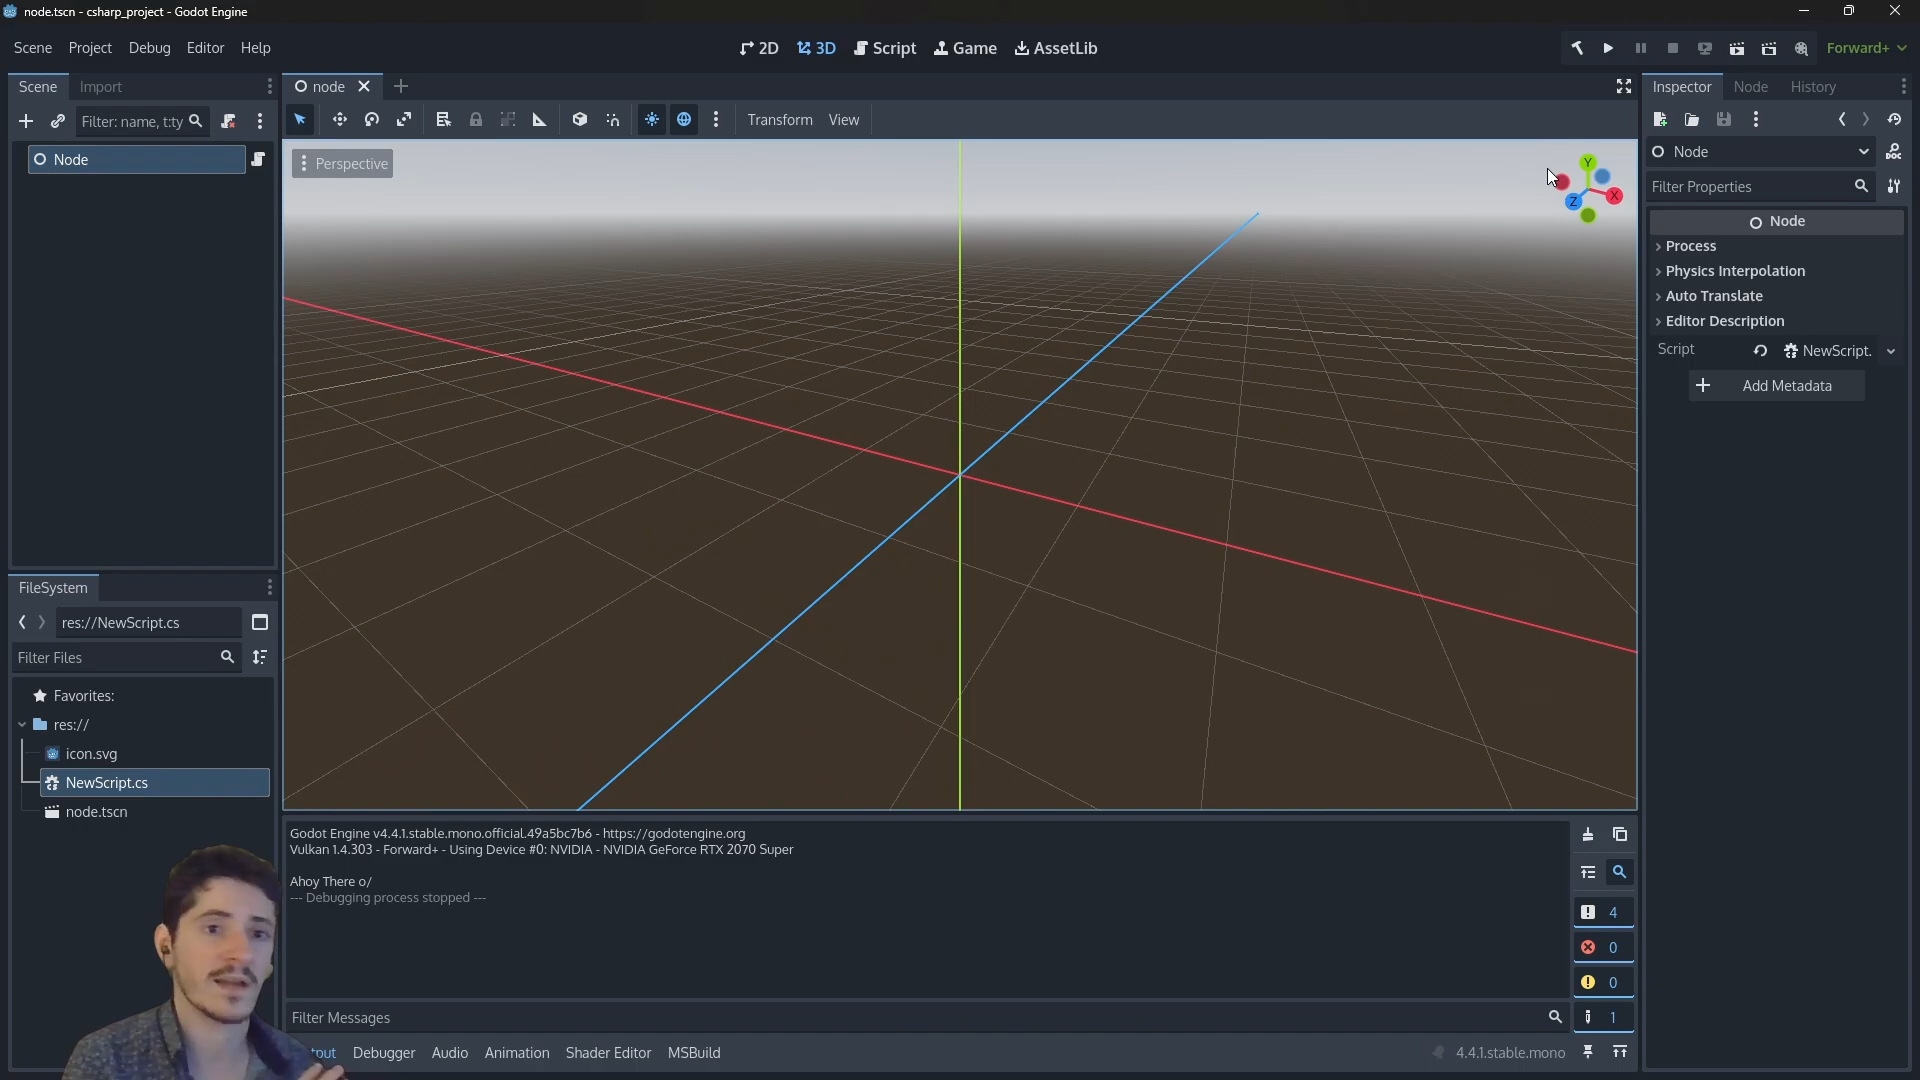 node.tscn - csharp_project - Godot Engine
Scene Project Debug Editor Help
2D 3D Script Game AssetLib
Forward+
Scene Import
node
Inspector Node History
Filter: name, t:ty
Transform View
Node
Perspective
Y
X
Z
Node
DOC
Filter Properties
Node
Process
Physics Interpolation
Auto Translate
Editor Description
Script NewScript.
Add Metadata
FileSystem
res://NewScript.cs
Filter Files
Favorites:
res://
icon.svg
NewScript.cs
node.tscn
Godot Engine v4.4.1.stable.mono.official.49a5bc7b6 - https://godotengine.org
Vulkan 1.4.303 - Forward+ - Using Device #0: NVIDIA - NVIDIA GeForce RTX 2070 Super
Ahoy There o/
--- Debugging process stopped ---
4
0
0
1
Filter Messages
Debugger Audio Animation Shader Editor MSBuild
4.4.1.stable.mono